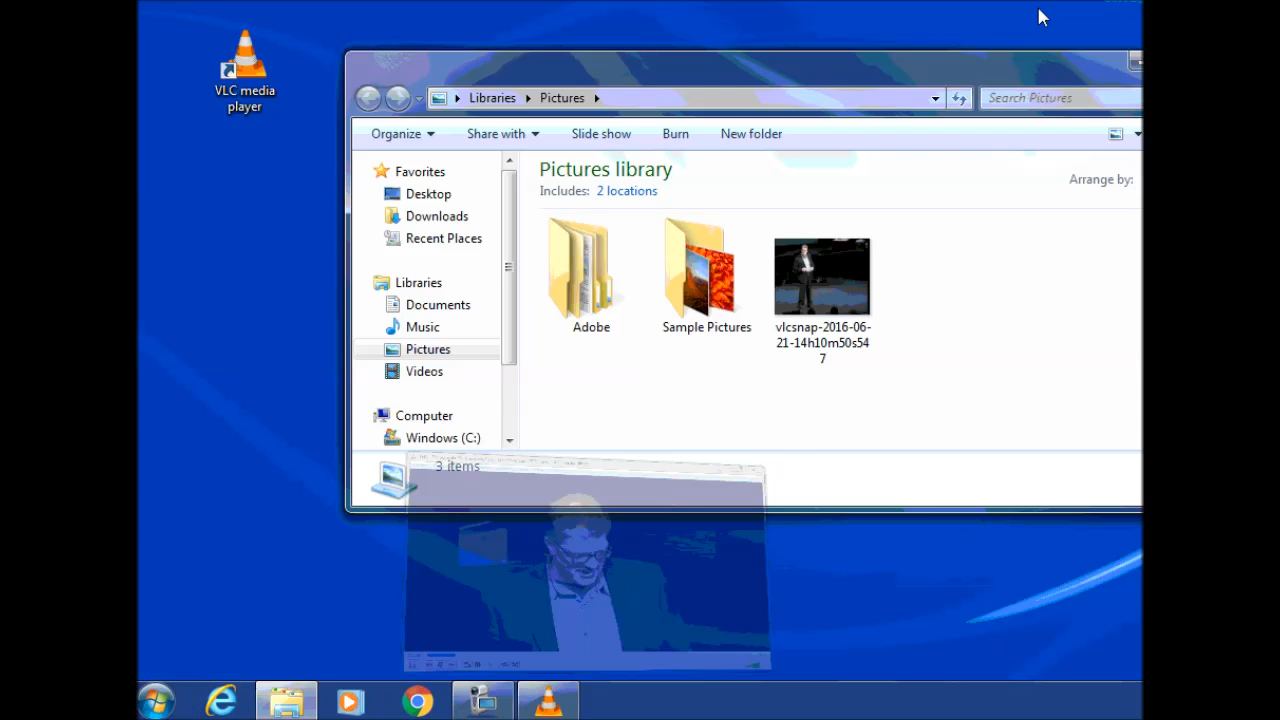 VLC media
player
Libraries
Pictures
Search Pictures
Organize
Share with
Slide show
Burn
New folder
Favorites
Desktop
Downloads
Recent Places
Libraries
Documents
Music
Pictures
Videos
Computer
Windows (C:)
Pictures library
Includes: 2 locations
Arrange by:
Adobe
Sample Pictures
vlcsnap-2016-06-
21-14h10m50s54
7
3 items